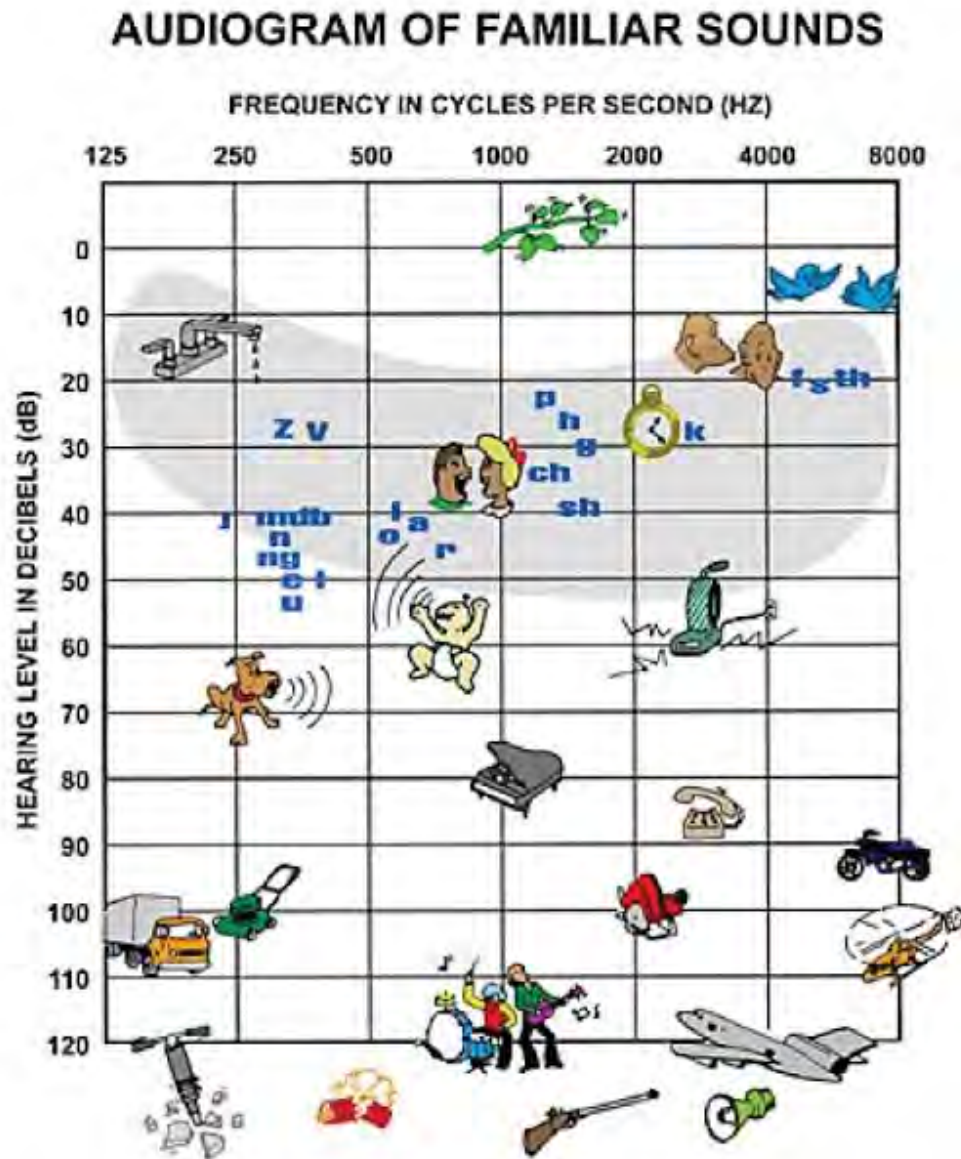 AUDIOGRAM OF FAMILIAR SOUNDS
FREQUENCY IN CYCLES PER SECOND (HZ)
125 250 500 1000 2000 4000 8000
HEARING LEVEL IN DECIBELS (dB)
0
10
20
f s th
p
h
z v
k
30
g
ch
40
j mdb
i
a
sh
n
o
r
ng
50
e l
u
60
70
80
90
100
110
120